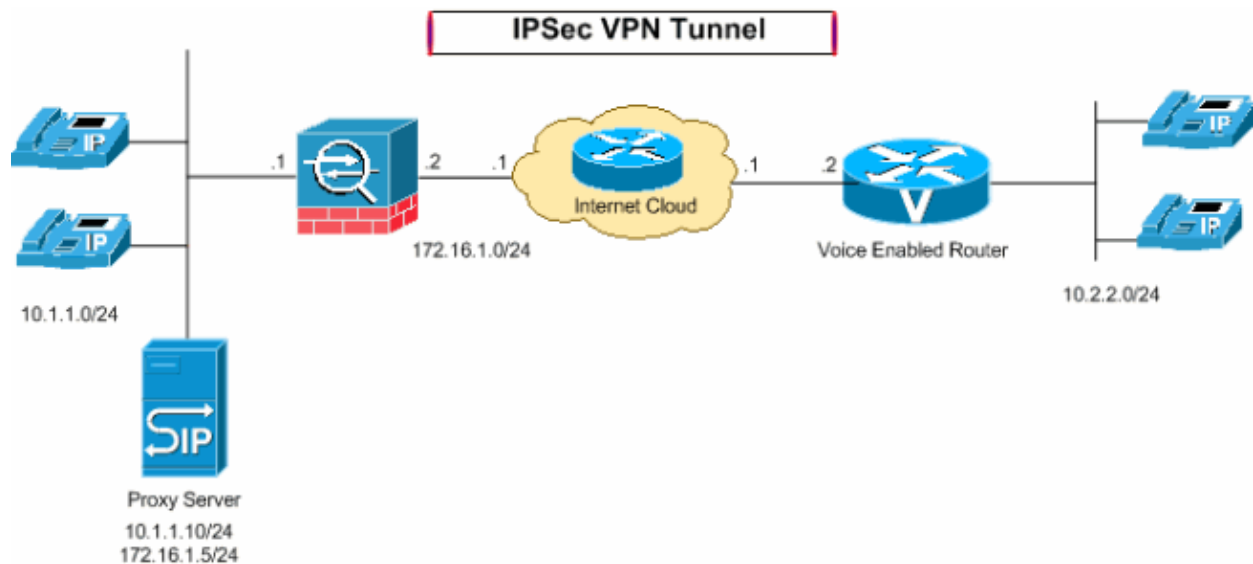 IPSec VPN Tunnel
IP
IP
.1
.2
.1
Internet Cloud
.1
.2
V
Voice Enabled Router
IP
IP
172.16.1.0/24
10.1.1.0/24
10.2.2.0/24
SIP
Proxy Server
10.1.1.10/24
172.16.1.5/24